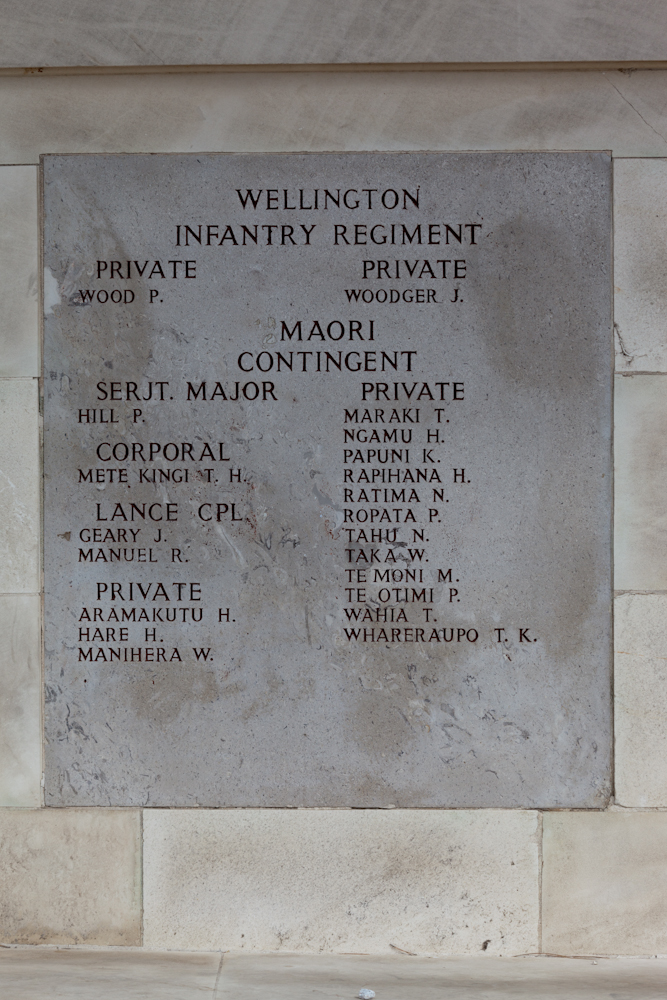 WELLINGTON
INFANTRY REGIMENT
PRIVATE
WOOD P.
PRIVATE
WOODGER J.
MAORI
CONTINGENT
SERJT. MAJOR
HILL P.
CORPORAL
METE KINGI T. H.
LANCE CPL.
GEARY J.
MANUEL R.
PRIVATE
ARAMAKUTU H.
HARE H.
MANIHERA W.
PRIVATE
MARAKI T.
NGAMU H.
PAPUNI K.
RAPIHANA H.
RATIMA N.
ROPATA P.
TAHU N.
TAKA W.
TE MONI M.
TE OTIMI P.
WAHIA T.
WHARERAUPO T. K.